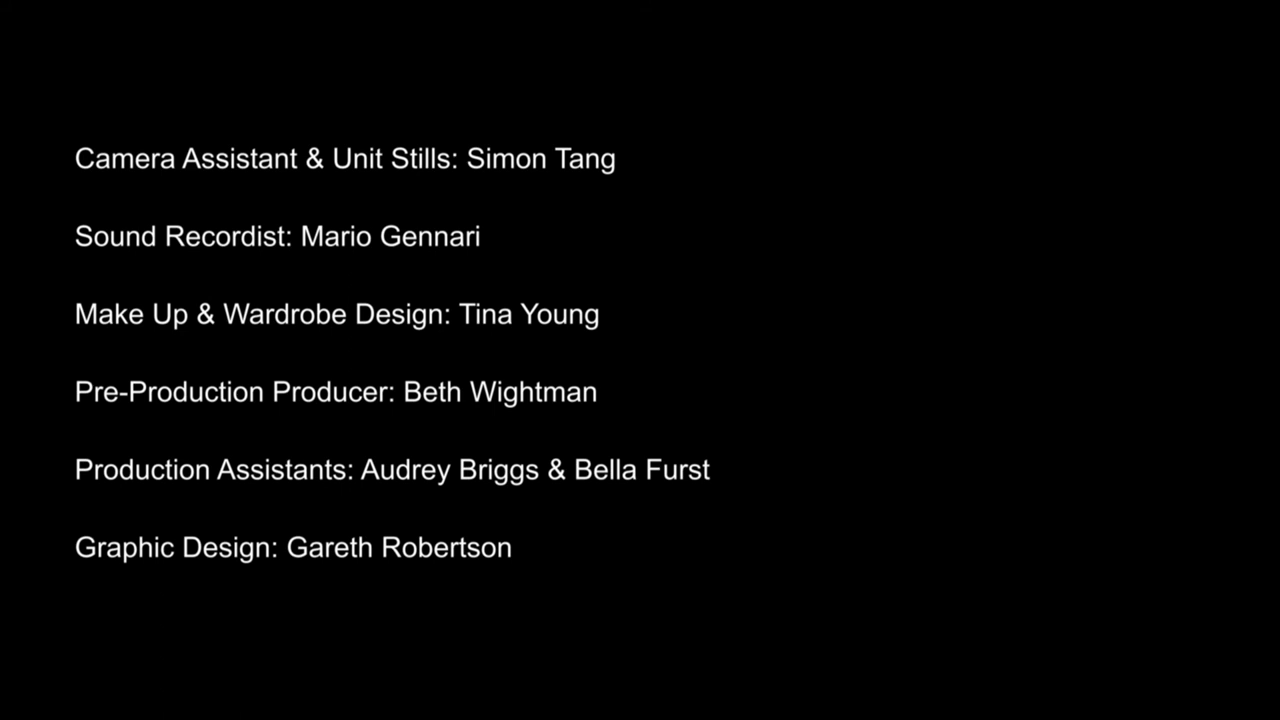 Camera Assistant & Unit Stills: Simon Tang
Sound Recordist: Mario Gennari
Make Up & Wardrobe Design: Tina Young
Pre-Production Producer: Beth Wightman
Production Assistants: Audrey Briggs & Bella Furst
Graphic Design: Gareth Robertson